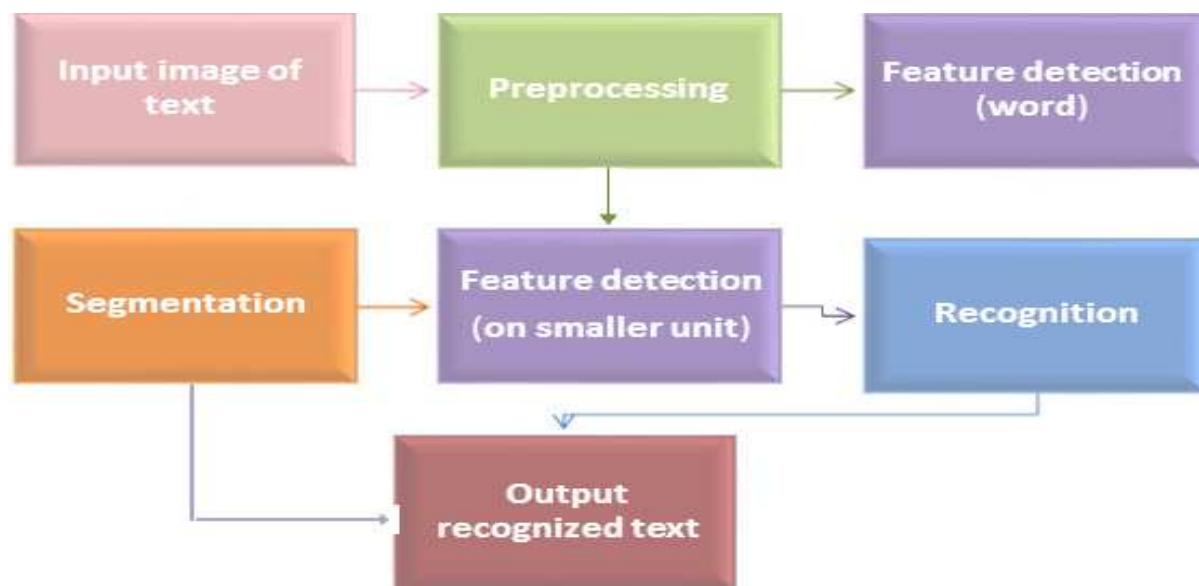 Input image of
text
Preprocessing
Feature detection
(word)
Segmentation
Feature detection
(on smaller unit)
Recognition
Output
recognized text